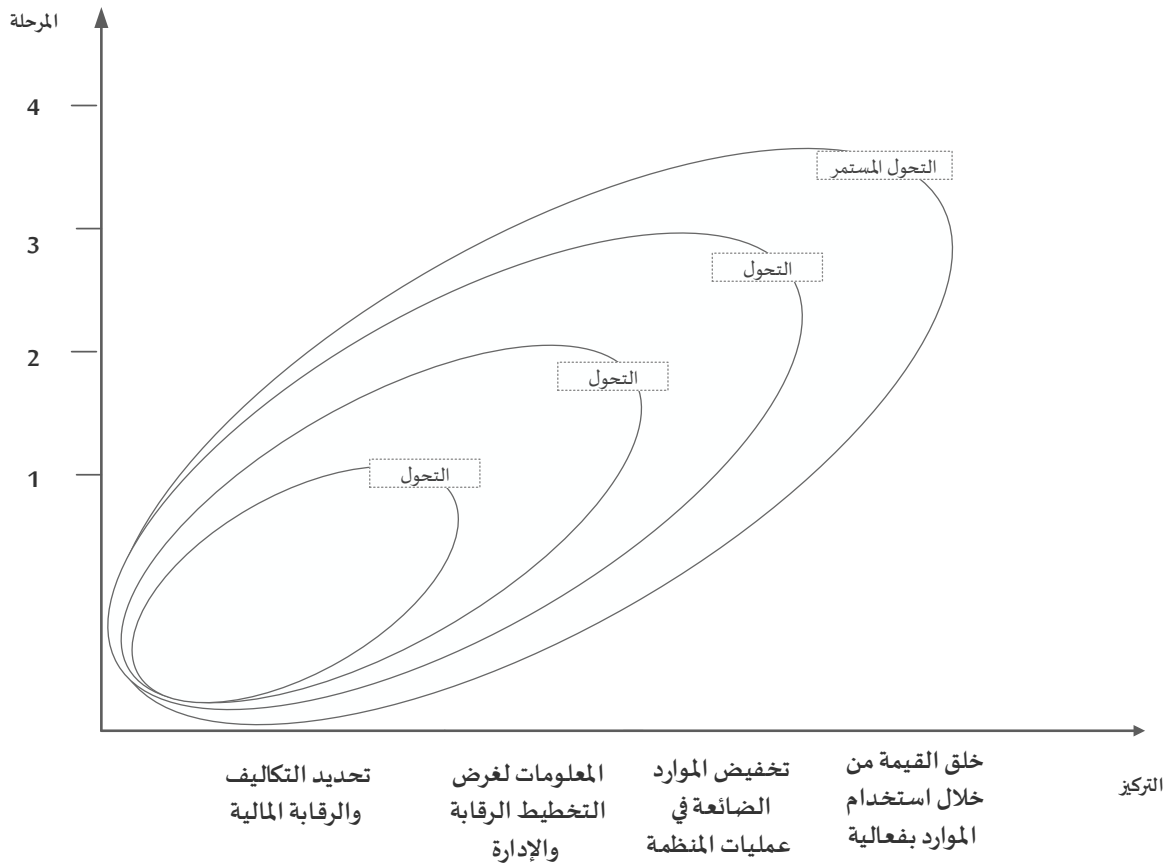 المرحلة
4
3
2
1
التحول المستمر
التحول
التحول
التحول
تحديد التكاليف
والرقابة المالية
المعلومات لغرض
التخطيط الرقابة
والإدارة
تخفيض الموارد
الضائعة في
عمليات المنظمة
خلق القيمة من
خلال استخدام
الموارد بفعالية
التركيز